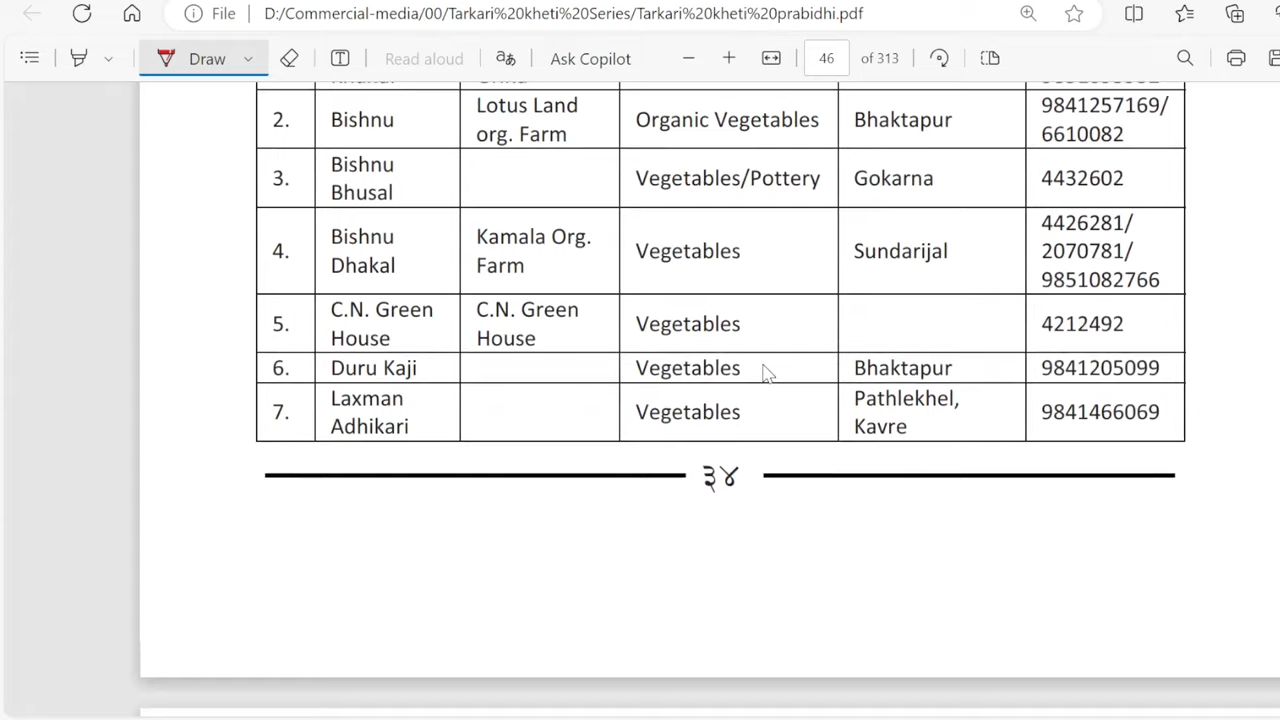 File
D:/Commercial-media/00/Tarkari%20kheti%20Series/Tarkari%20kheti%20prabidhi.pdf
Draw
Read aloud
Ask Copilot
46
of 313
2. Bishnu Lotus Land org. Farm Organic Vegetables Bhaktapur 9841257169/ 6610082
3. Bishnu Bhusal Vegetables/Pottery Gokarna 4432602
4. Bishnu Dhakal Kamala Org. Farm Vegetables Sundarijal 4426281/ 2070781/ 9851082766
5. C.N. Green House C.N. Green House Vegetables 4212492
6. Duru Kaji Vegetables Bhaktapur 9841205099
7. Laxman Adhikari Vegetables Pathlekhel, Kavre 9841466069
३४